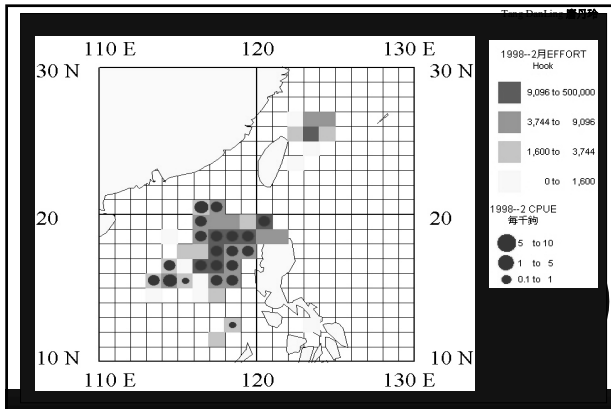 Tang DanLing 唐丹玲
110 E 120 130 E
30 N 30 N
20 20
10 N 10 N
110 E 120 130 E
1998--2月EFFORT
Hook
9,096 to 500,000
3,744 to 9,096
1,600 to 3,744
0 to 1,600
1998--2 CPUE
每千鉤
5 to 10
1 to 5
0.1 to 1